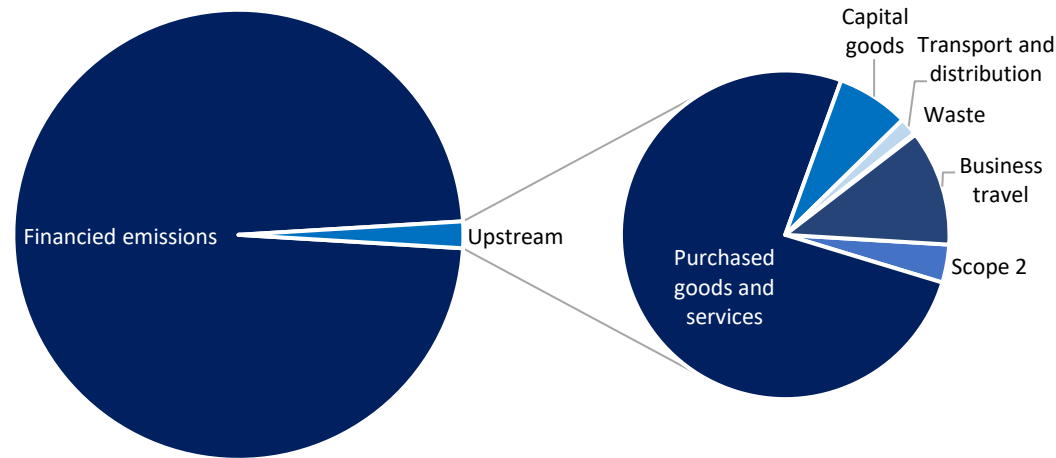 Financied emissions
Upstream
Capital
goods
Transport and
distribution
Waste
Business
travel
Scope 2
Purchased
goods and
services